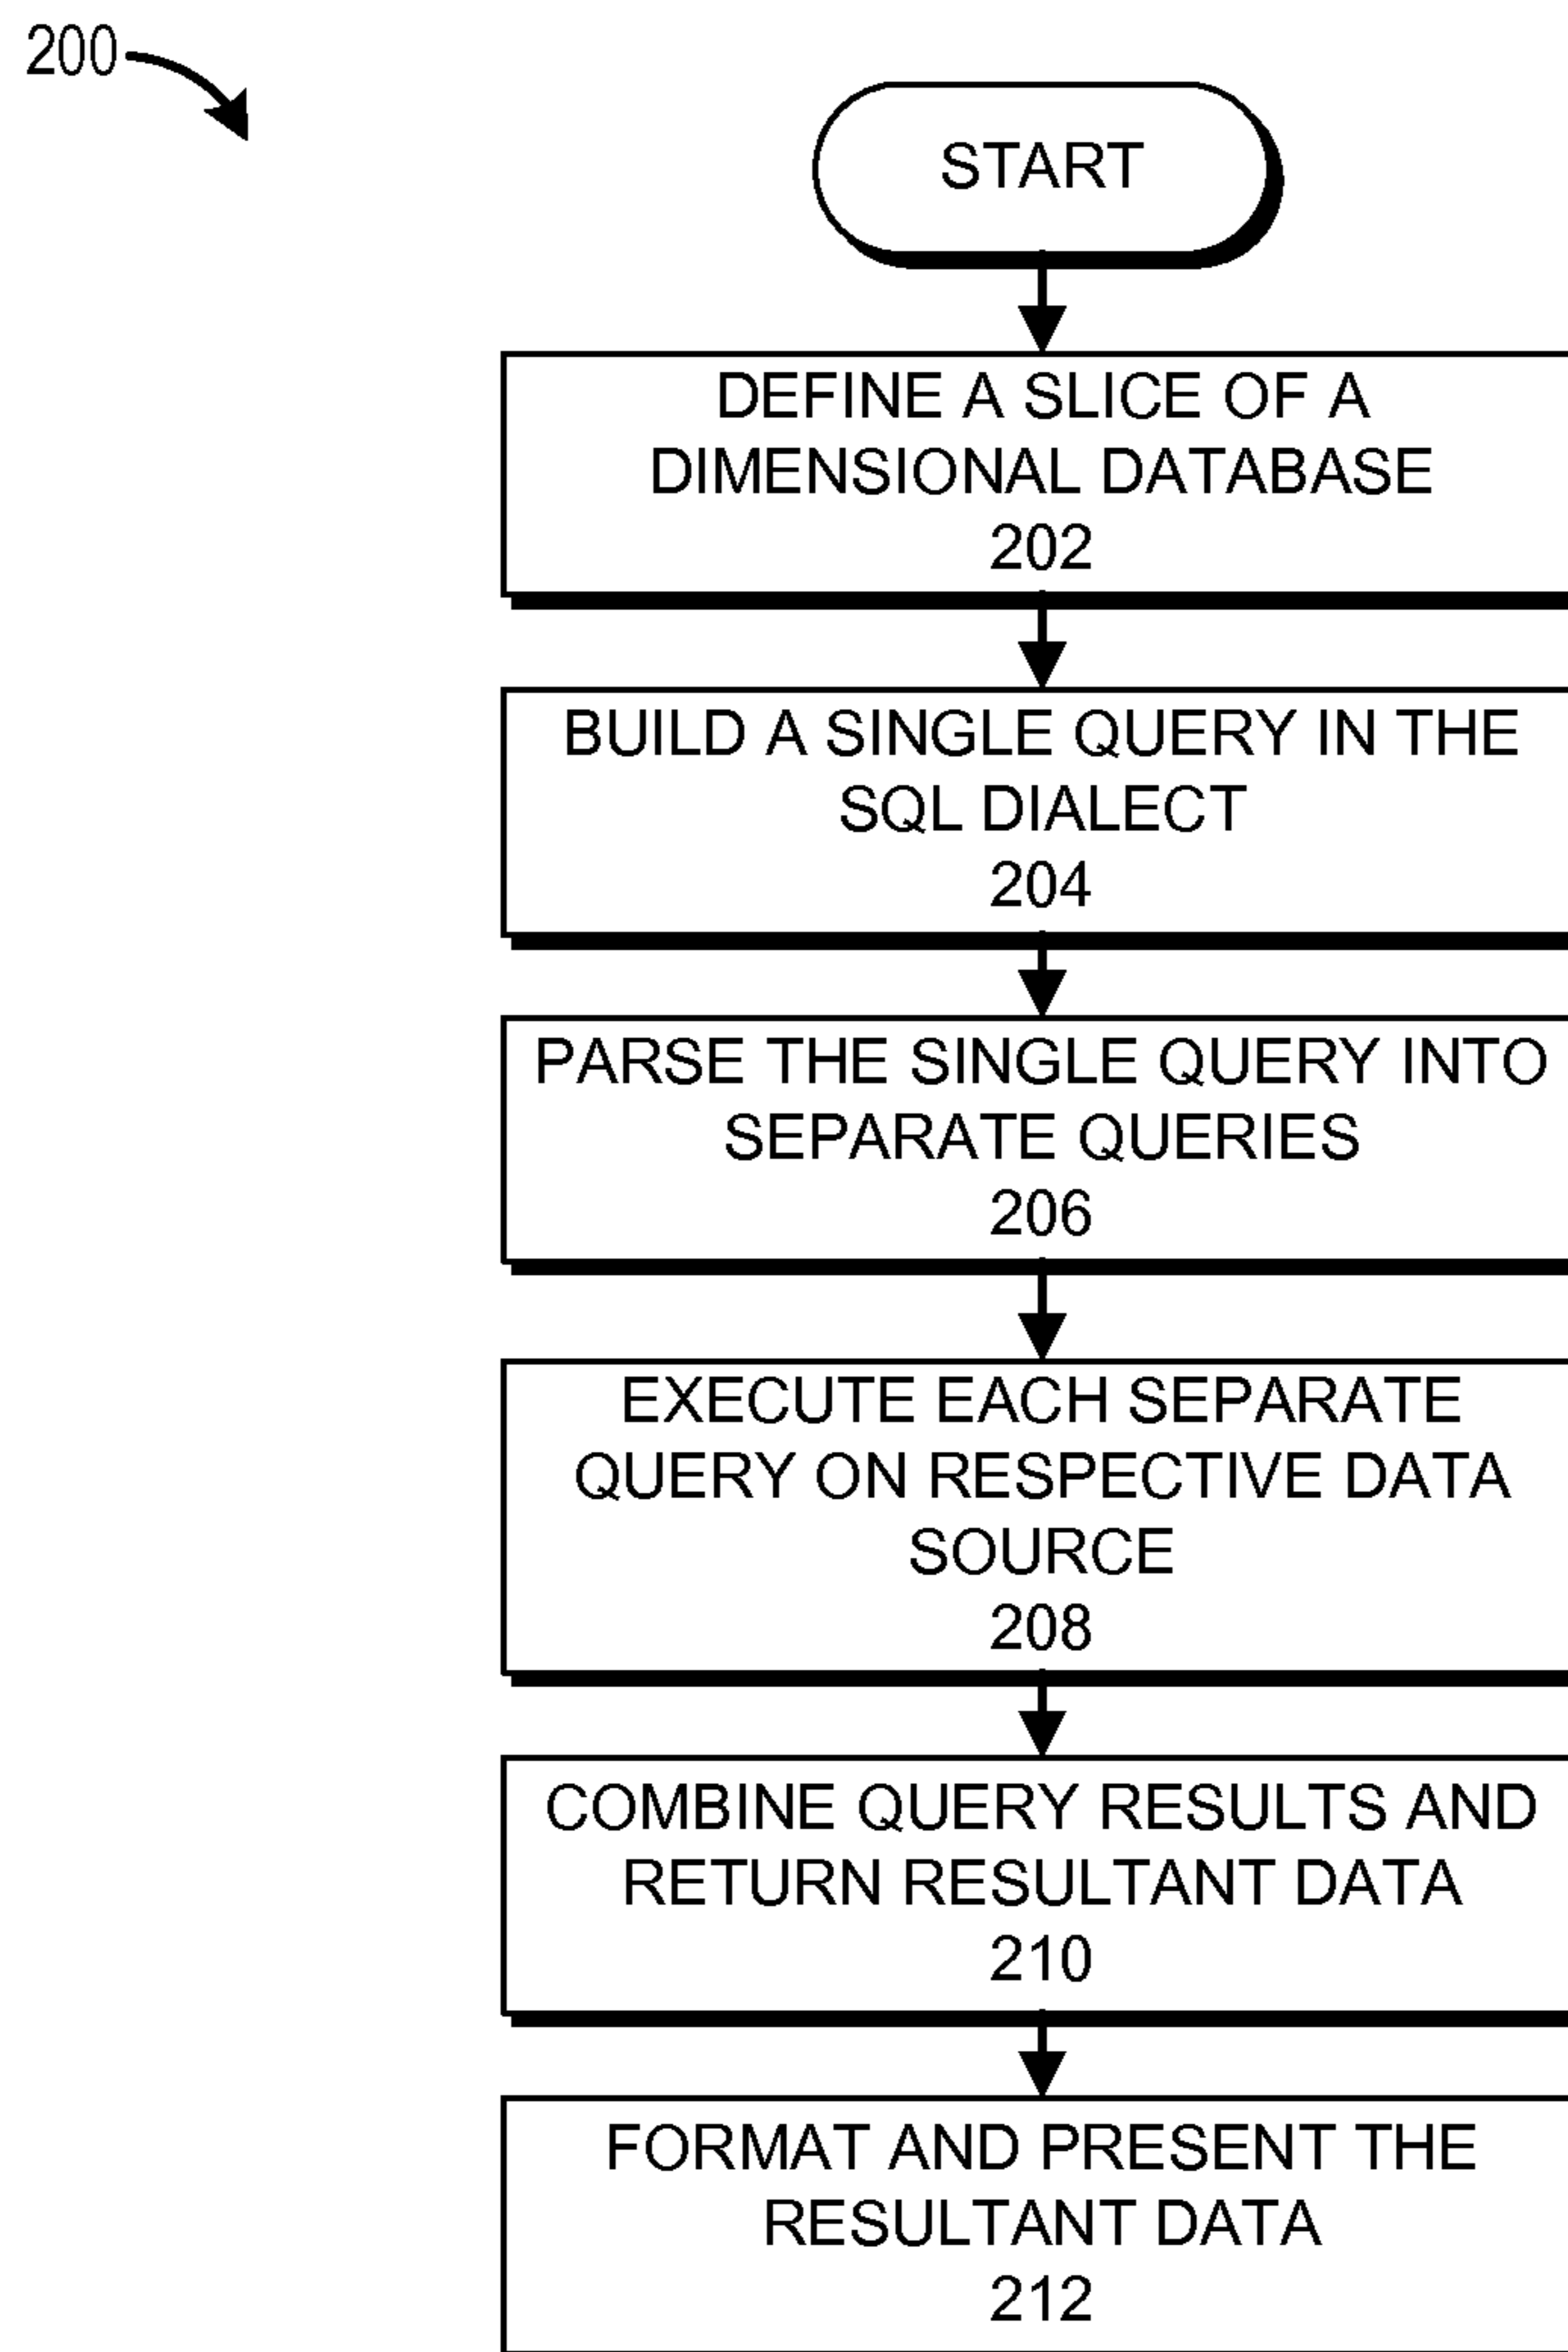 200
START
DEFINE A SLICE OF A
DIMENSIONAL DATABASE
202
BUILD A SINGLE QUERY IN THE
SQL DIALECT
204
PARSE THE SINGLE QUERY INTO
SEPARATE QUERIES
206
EXECUTE EACH SEPARATE
QUERY ON RESPECTIVE DATA
SOURCE
208
COMBINE QUERY RESULTS AND
RETURN RESULTANT DATA
210
FORMAT AND PRESENT THE
RESULTANT DATA
212